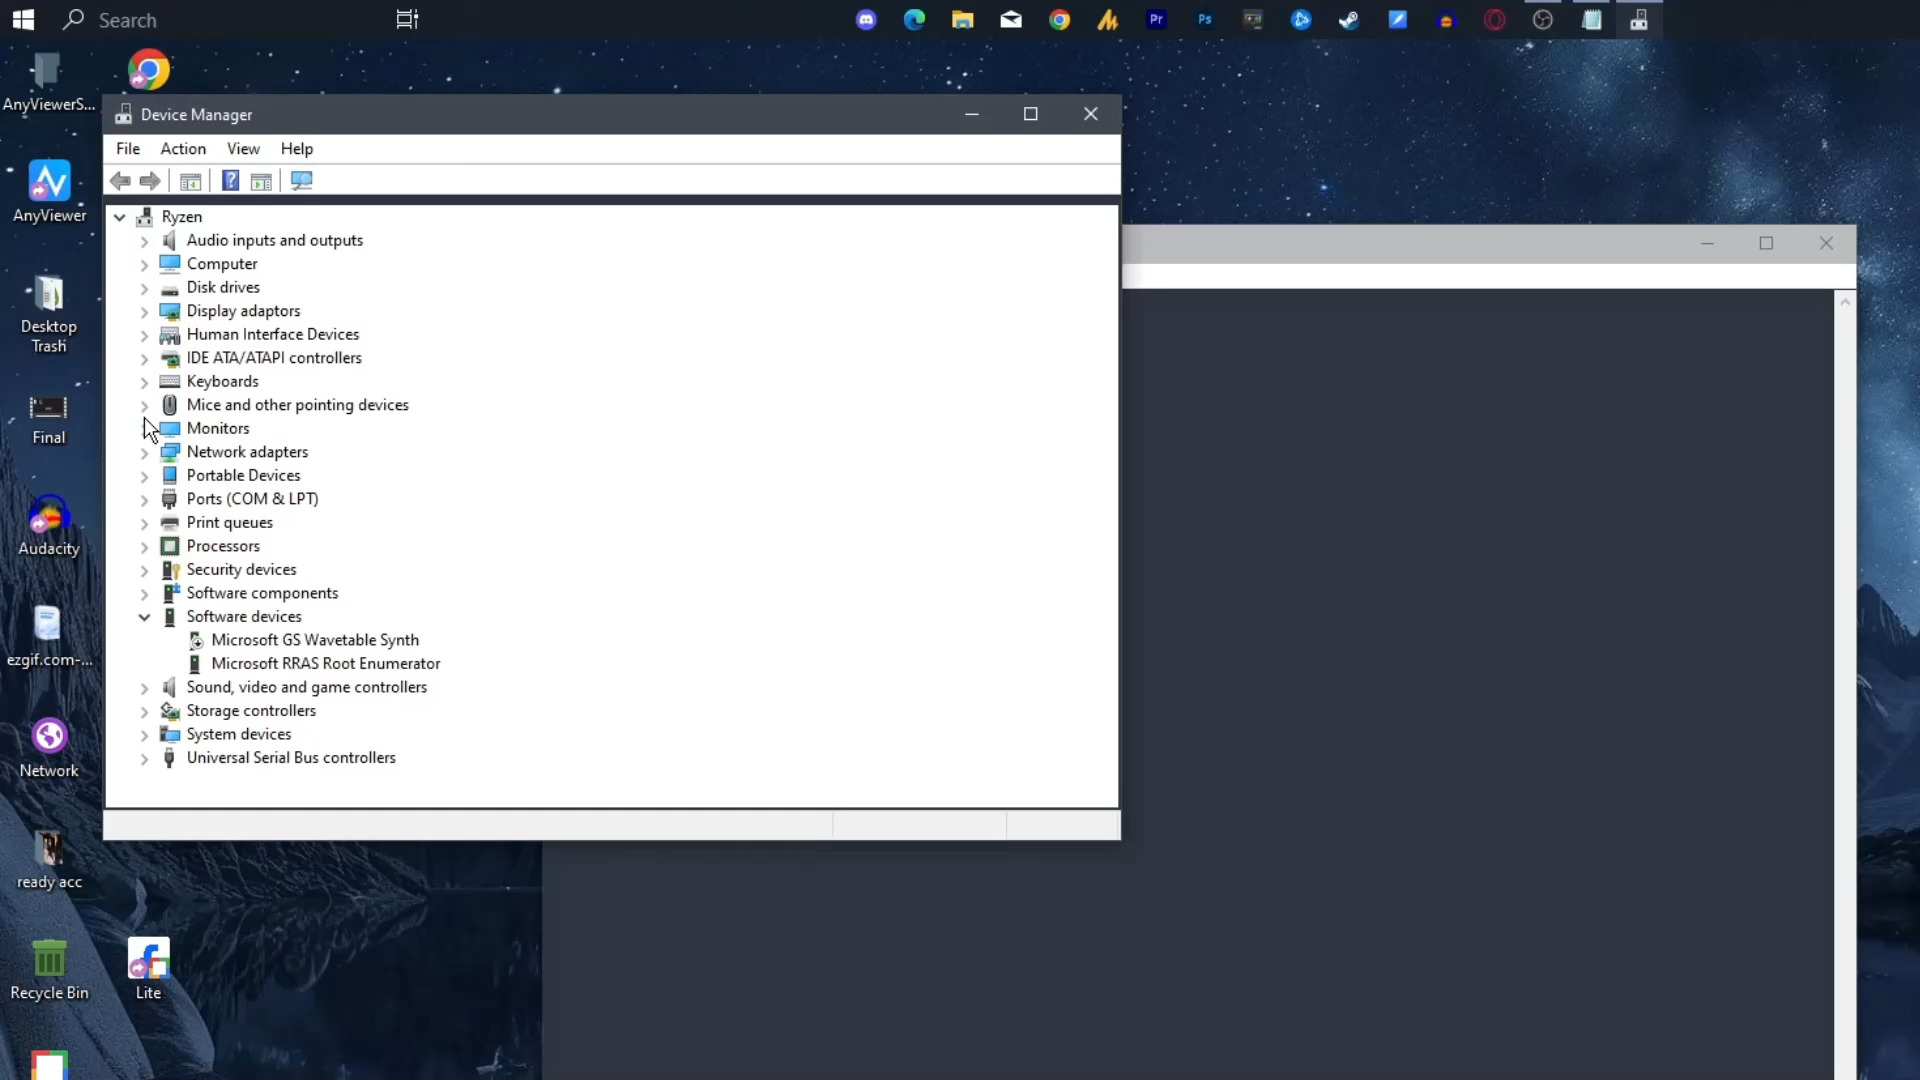 Search
Pr
Ps
AnyViewerS...
AnyViewer
Desktop
Trash
Final
Audacity
ezgif.com-...
Network
ready acc
Recycle Bin
Lite
Device Manager
File Action View Help
Ryzen
Audio inputs and outputs
Computer
Disk drives
Display adaptors
Human Interface Devices
IDE ATA/ATAPI controllers
Keyboards
Mice and other pointing devices
Monitors
Network adapters
Portable Devices
Ports (COM & LPT)
Print queues
Processors
Security devices
Software components
Software devices
Microsoft GS Wavetable Synth
Microsoft RRAS Root Enumerator
Sound, video and game controllers
Storage controllers
System devices
Universal Serial Bus controllers